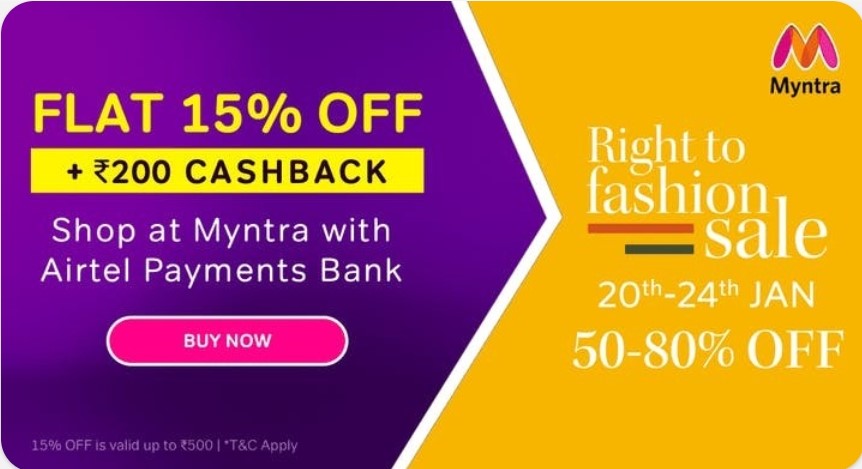 FLAT 15% OFF
+ ₹200 CASHBACK
Shop at Myntra with
Airtel Payments Bank
BUY NOW
15% OFF is valid up to ₹500 | *T&C Apply
Myntra
Right to
fashion
sale
20th-24th JAN
50-80% OFF